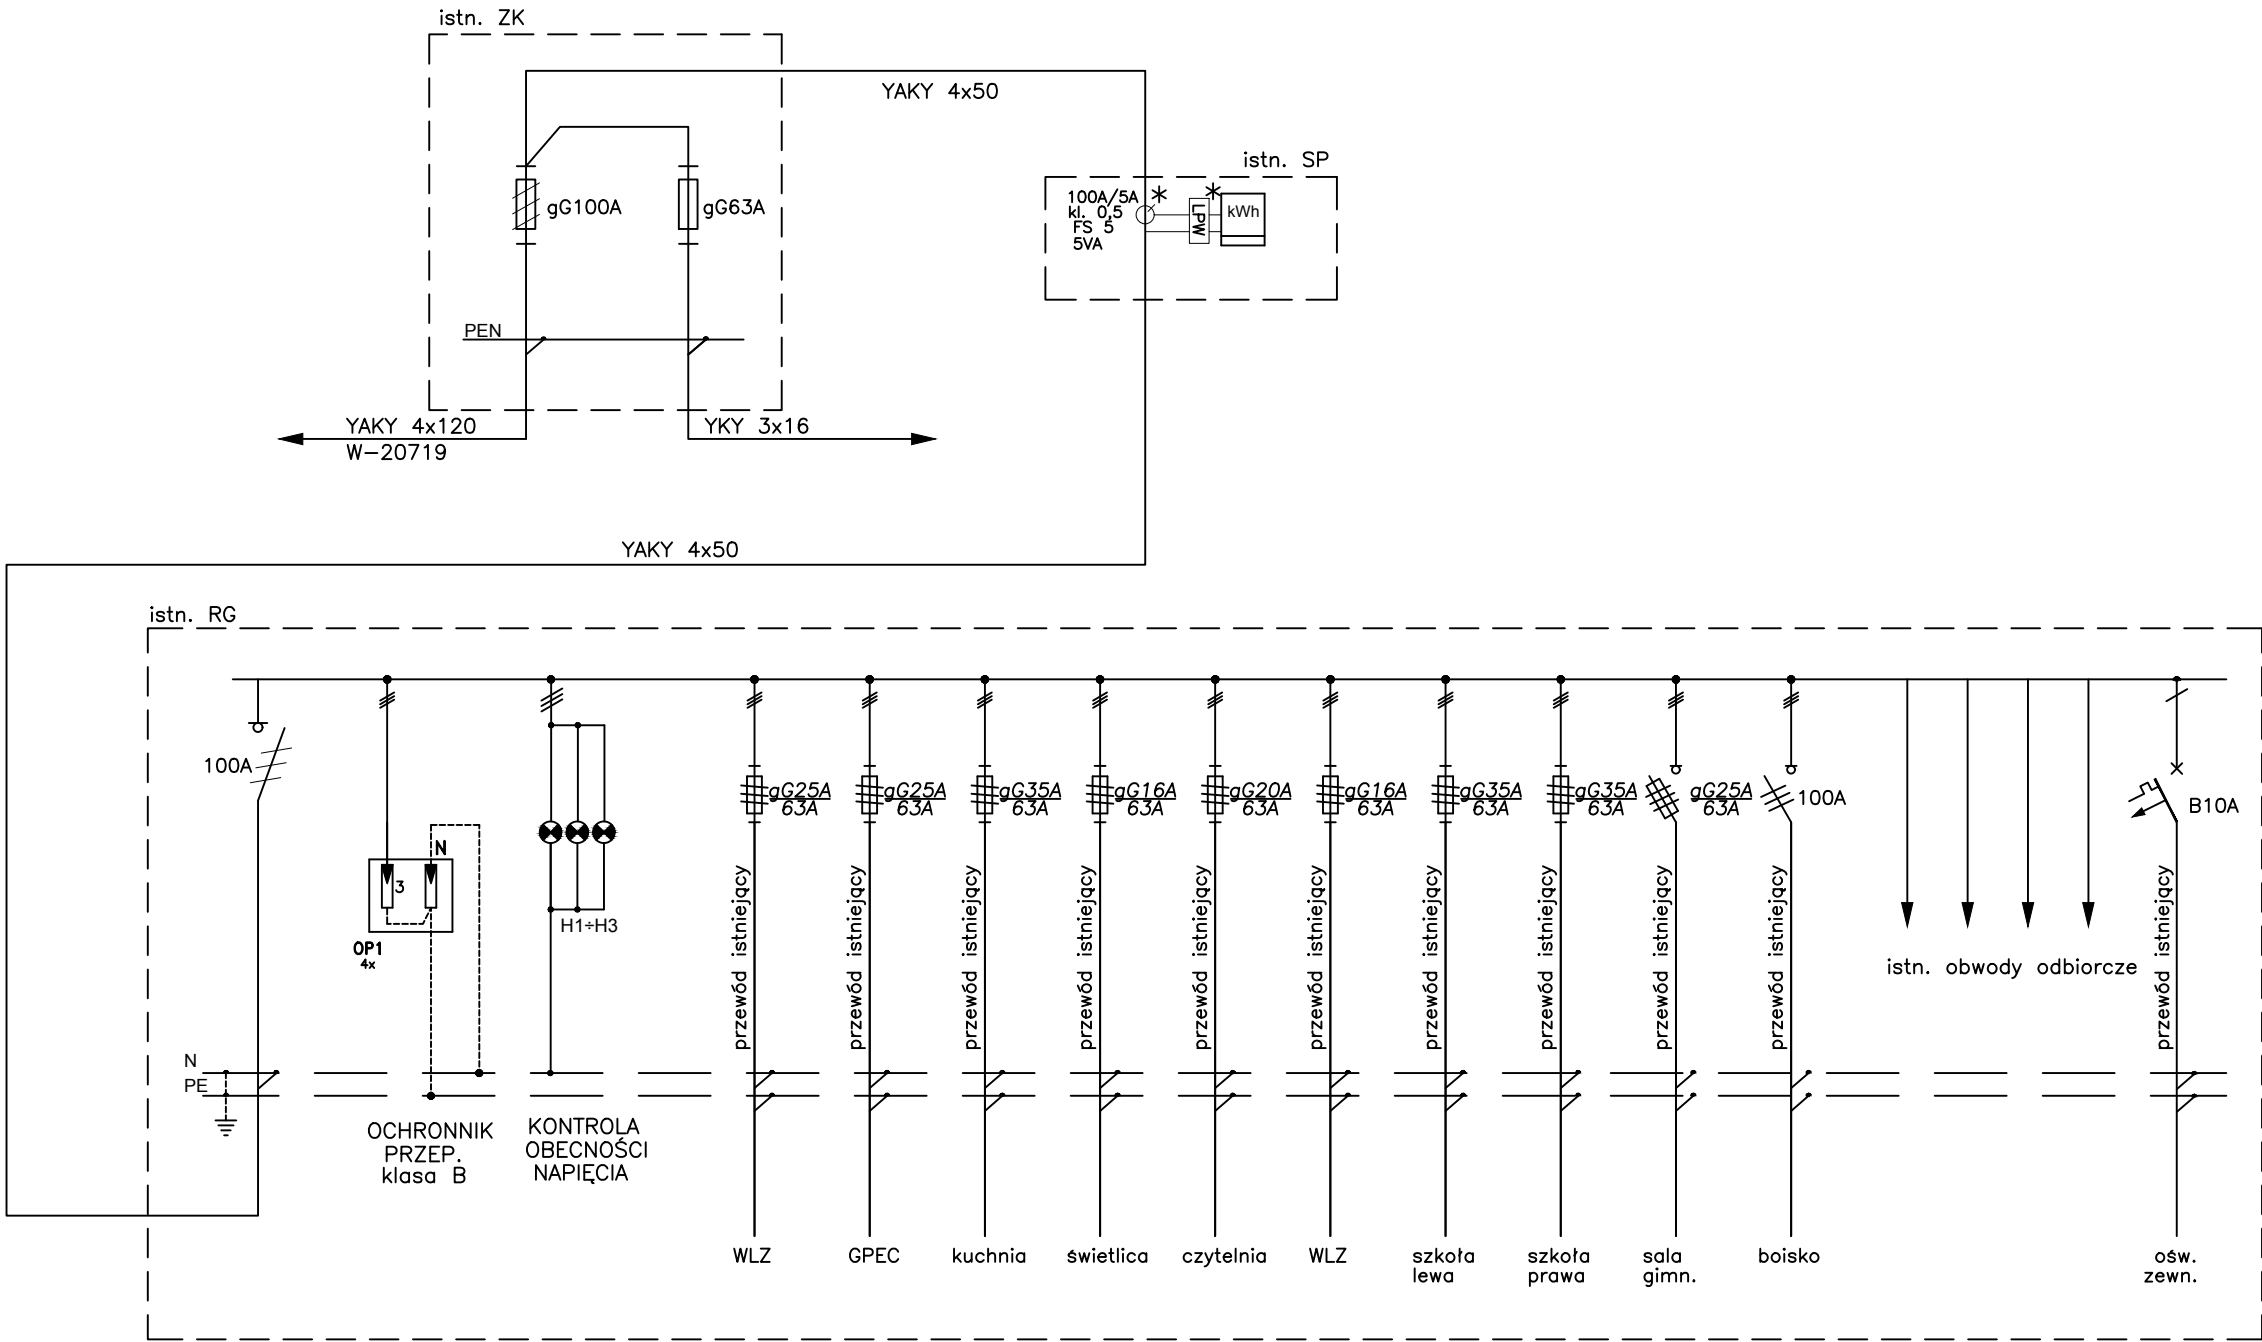 istn. ZK
YAKY 4x50
istn. SP
gG100A
gG63A
100A/5A
kl. 0,5
FS 5
5VA
LPW
kWh
PEN
YAKY 4x120
W-20719
YKY 3x16
YAKY 4x50
istn. RG
100A
gG25A
63A
gG25A
63A
gG35A
63A
gG16A
63A
gG20A
63A
gG16A
63A
gG35A
63A
gG35A
63A
gG25A
63A
100A
B10A
N
3
OP1
4x
H1÷H3
przewód istniejący
przewód istniejący
przewód istniejący
przewód istniejący
przewód istniejący
przewód istniejący
przewód istniejący
przewód istniejący
przewód istniejący
przewód istniejący
istn. obwody odbiorcze
przewód istniejący
N
PE
OCHRONNIK
PRZEP.
klasa B
KONTROLA
OBECNOŚCI
NAPIĘCIA
WLZ
GPEC
kuchnia
świetlica
czytelnia
WLZ
szkoła
lewa
szkoła
prawa
sala
gimn.
boisko
ośw.
zewn.